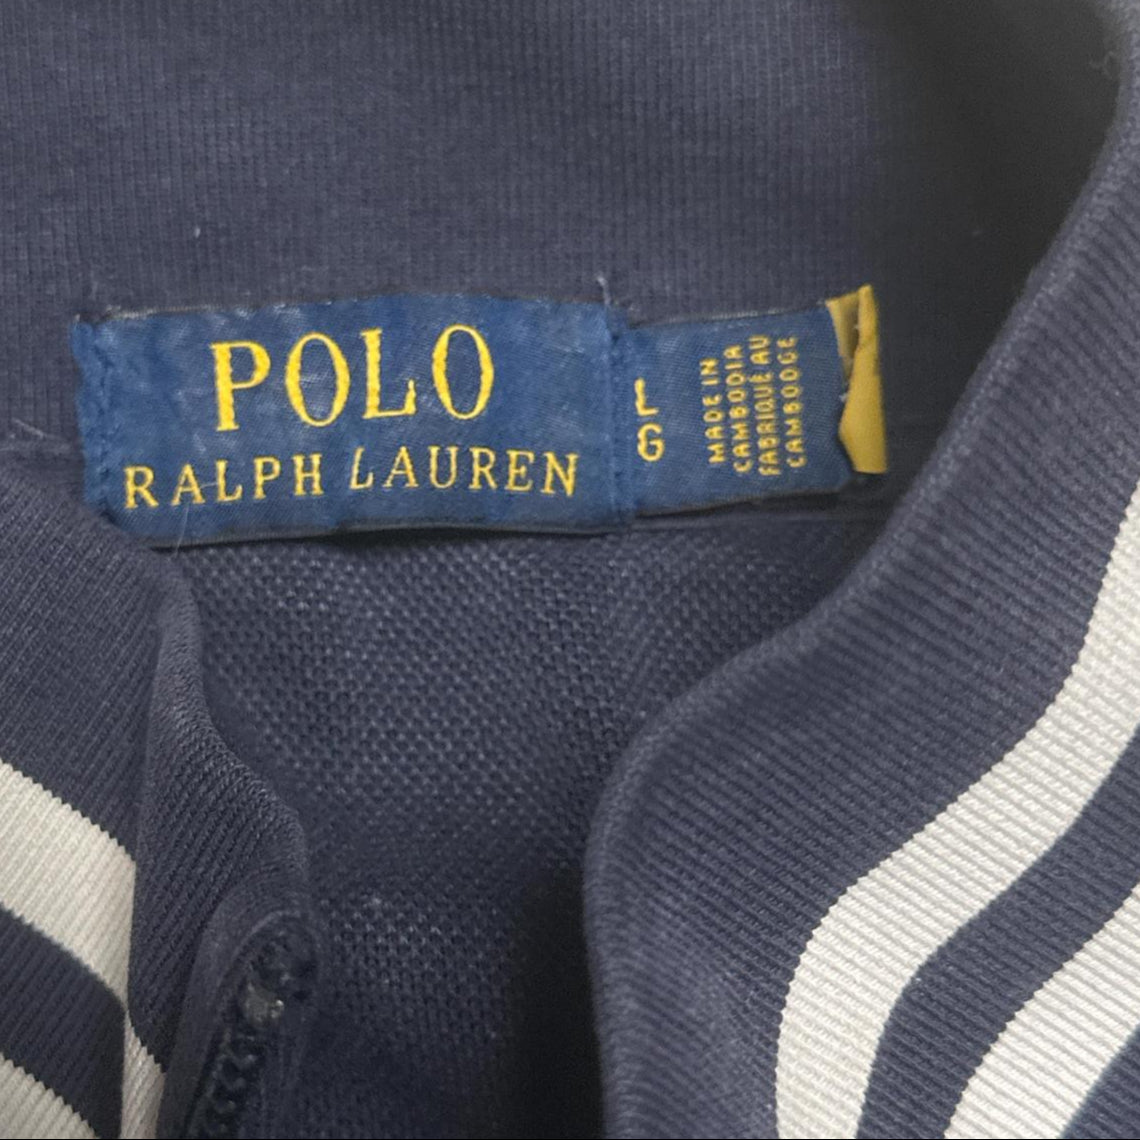 POLO
RALPH LAUREN
L
G
MADE IN
CAMBODIA
FABRIQUÉ AU
CAMBODGE